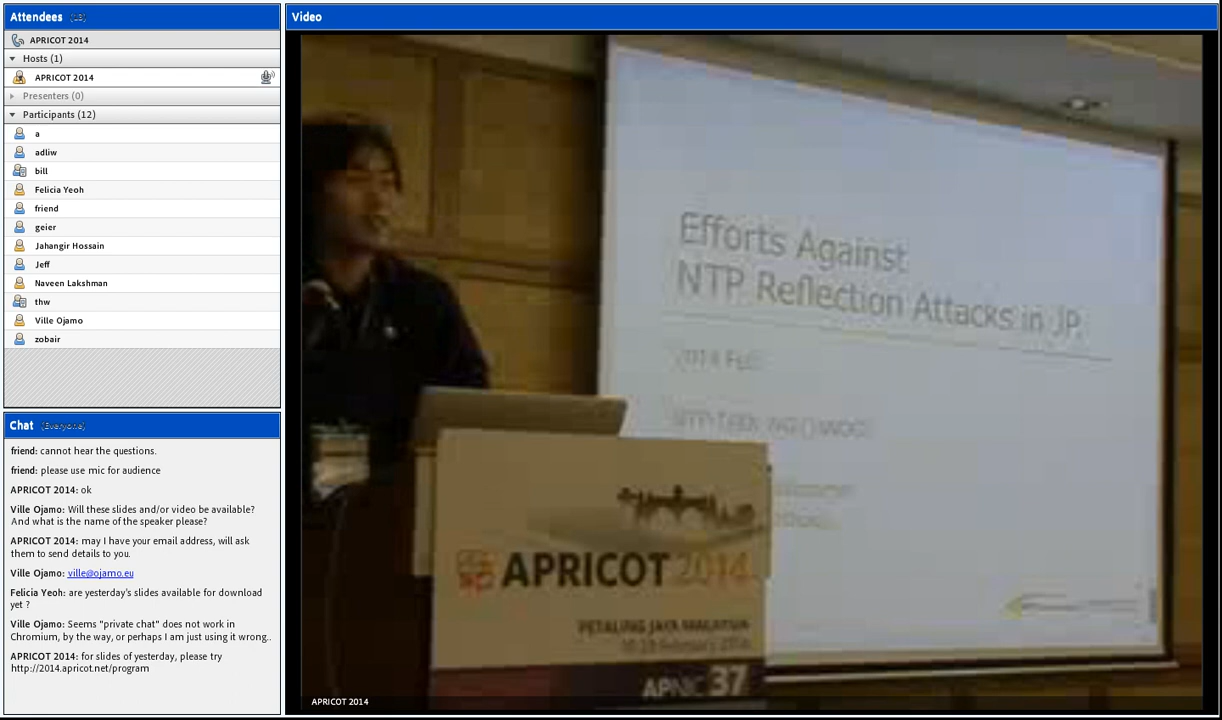 Attendees (13)
APRICOT 2014
Hosts (1)
APRICOT 2014
Presenters (0)
Participants (12)
a
adliw
bill
Felicia Yeoh
friend
geier
Jahangir Hossain
Jeff
Naveen Lakshman
thw
Ville Ojamo
zobair
Chat (Everyone)
friend: cannot hear the questions.
friend: please use mic for audience
APRICOT 2014: ok
Ville Ojamo: Will these slides and/or video be available?
And what is the name of the speaker please?
APRICOT 2014: may I have your email address, will ask
them to send details to you.
Ville Ojamo: ville@ojamo.eu
Felicia Yeoh: are yesterday's slides available for download
yet ?
Ville Ojamo: Seems "private chat" does not work in
Chromium, by the way, or perhaps I am just using it wrong..
APRICOT 2014: for slides of yesterday, please try
http://2014.apricot.net/program
Video
Efforts Against
NTP Reflection Attacks in JP.
APRICOT 2014
PETALING JAYA MALAYSIA
February
APNIC 37
APRICOT 2014